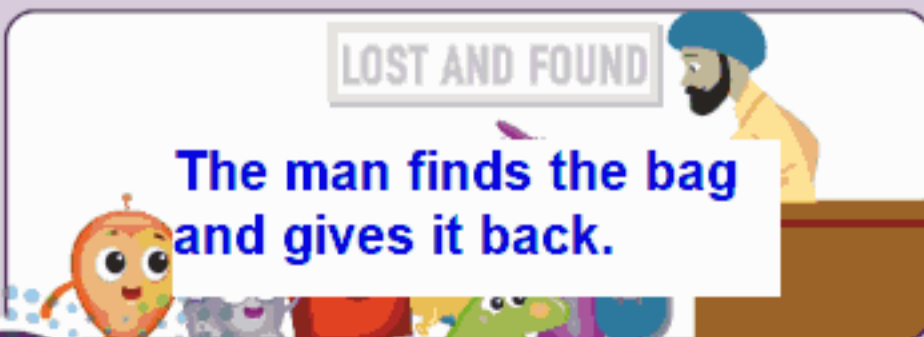 LOST AND FOUND
The man finds the bag
and gives it back.